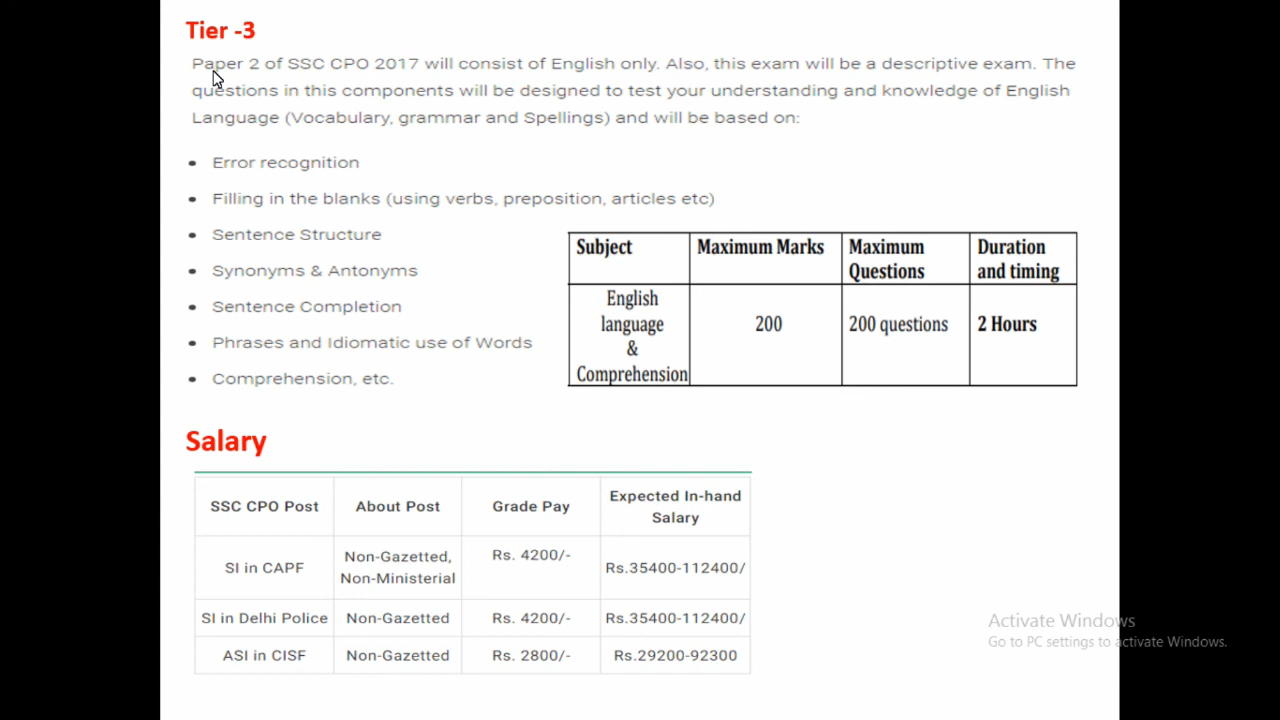 Tier -3
Paper 2 of SSC CPO 2017 will consist of English only. Also, this exam will be a descriptive exam. The
questions in this components will be designed to test your understanding and knowledge of English
Language (Vocabulary, grammar and Spellings) and will be based on:
• Error recognition
• Filling in the blanks (using verbs, preposition, articles etc)
• Sentence Structure
• Synonyms & Antonyms
• Sentence Completion
• Phrases and Idiomatic use of Words
• Comprehension, etc.
Subject Maximum Marks Maximum Questions Duration and timing
English language & Comprehension 200 200 questions 2 Hours
Salary
SSC CPO Post About Post Grade Pay Expected In-hand Salary
SI in CAPF Non-Gazetted, Non-Ministerial Rs. 4200/- Rs.35400-112400/
SI in Delhi Police Non-Gazetted Rs. 4200/- Rs.35400-112400/
ASI in CISF Non-Gazetted Rs. 2800/- Rs.29200-92300
Activate Windows
Go to PC settings to activate Windows.